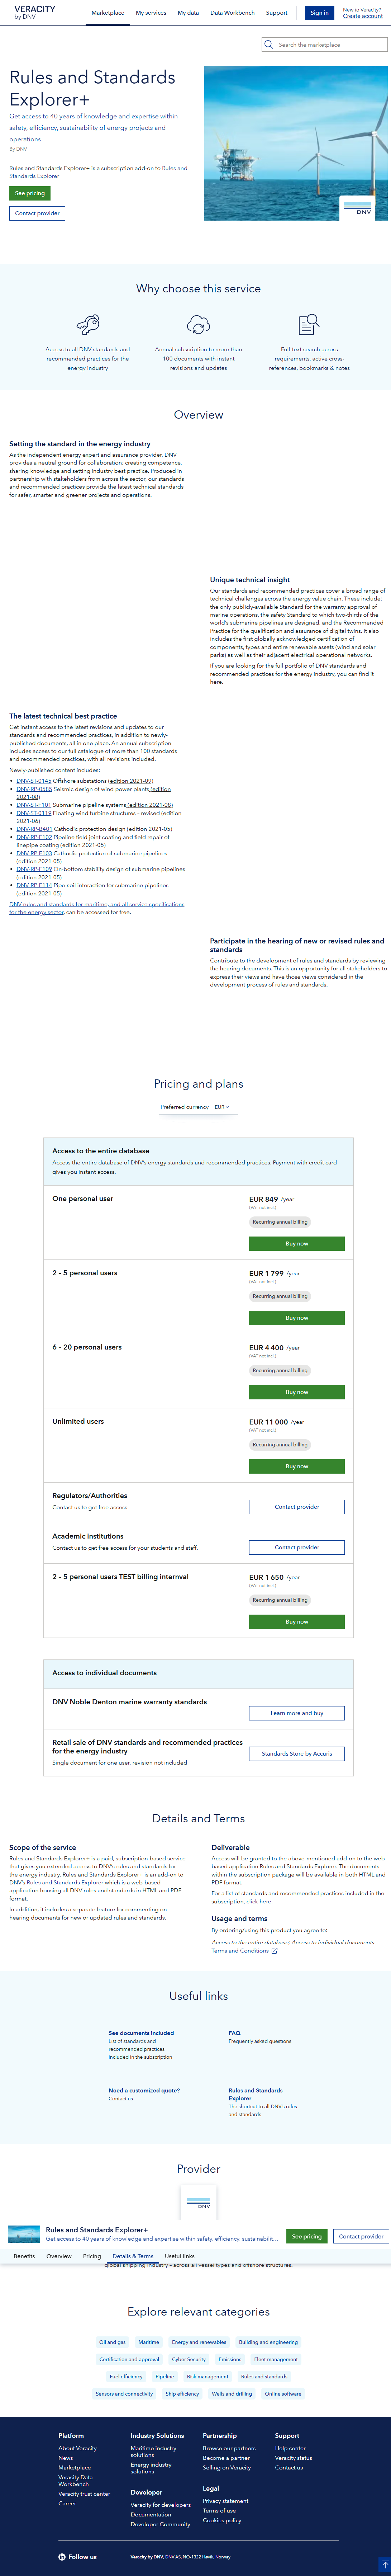 VERACITY
by DNV
Marketplace
My services
My data
Data Workbench
Support
Sign in
New to Veracity?
Create account
Search the marketplace
Rules and Standards
Explorer+
Get access to 40 years of knowledge and expertise within
safety, efficiency, sustainability of energy projects and
operations
By DNV
Rules and Standards Explorer+ is a subscription add-on to Rules and
Standards Explorer
See pricing
Contact provider
DNV
Why choose this service
Access to all DNV standards and
recommended practices for the
energy industry
Annual subscription to more than
100 documents with instant
revisions and updates
Full-text search across
requirements, active cross-
references, bookmarks & notes
Overview
Setting the standard in the energy industry
As the independent energy expert and assurance provider, DNV
provides a neutral ground for collaboration; creating competence,
sharing knowledge and setting industry best practice. Produced in
partnership with stakeholders from across the sector, our standards
and recommended practices provide the latest technical standards
for safer, smarter and greener projects and operations.
Unique technical insight
Our standards and recommended practices cover a broad range of
technical challenges across the energy value chain. These include:
the only publicly-available Standard for the warranty approval of
marine operations, the safety Standard to which two-thirds of the
world's submarine pipelines are designed, and the Recommended
Practice for the qualification and assurance of digital twins. It also
includes the first globally acknowledged certification of
components, types and entire renewable assets (wind and solar
parks) as well as their adjacent electrical operational networks.
If you are looking for the full portfolio of DNV standards and
recommended practices for the energy industry, you can find it
here.
The latest technical best practice
Get instant access to the latest revisions and updates to our
standards and recommended practices, in addition to newly-
published documents, all in one place. An annual subscription
includes access to our full catalogue of more than 100 standards
and recommended practices, with all revisions included.
Newly-published content includes:
• DNV-ST-0145 Offshore substations (edition 2021-09)
• DNV-RP-0585 Seismic design of wind power plants (edition
2021-08)
• DNV-ST-F101 Submarine pipeline systems (edition 2021-08)
• DNV-ST-0119 Floating wind turbine structures – revised (edition
2021-06)
• DNV-RP-B401 Cathodic protection design (edition 2021-05)
• DNV-RP-F102 Pipeline field joint coating and field repair of
linepipe coating (edition 2021-05)
• DNV-RP-F103 Cathodic protection of submarine pipelines
(edition 2021-05)
• DNV-RP-F109 On-bottom stability design of submarine pipelines
(edition 2021-05)
• DNV-RP-F114 Pipe-soil interaction for submarine pipelines
(edition 2021-05)
DNV rules and standards for maritime, and all service specifications
for the energy sector, can be accessed for free.
Participate in the hearing of new or revised rules and
standards
Contribute to the development of rules and standards by reviewing
the hearing documents. This is an opportunity for all stakeholders to
express their views and have those views considered in the
development process of rules and standards.
Pricing and plans
Preferred currency EUR
Access to the entire database
Access the entire database of DNV's energy standards and recommended practices. Payment with credit card
gives you instant access.
One personal user
EUR 849 /year
(VAT not incl.)
Recurring annual billing
Buy now
2 – 5 personal users
EUR 1 799 /year
(VAT not incl.)
Recurring annual billing
Buy now
6 – 20 personal users
EUR 4 400 /year
(VAT not incl.)
Recurring annual billing
Buy now
Unlimited users
EUR 11 000 /year
(VAT not incl.)
Recurring annual billing
Buy now
Regulators/Authorities
Contact us to get free access
Contact provider
Academic institutions
Contact us to get free access for your students and staff.
Contact provider
2 – 5 personal users TEST billing internval
EUR 1 650 /year
(VAT not incl.)
Recurring annual billing
Buy now
Access to individual documents
DNV Noble Denton marine warranty standards
Learn more and buy
Retail sale of DNV standards and recommended practices
for the energy industry
Single document for one user, revision not included
Standards Store by Accuris
Details and Terms
Scope of the service
Rules and Standards Explorer+ is a paid, subscription-based service
that gives you extended access to DNV's rules and standards for
the energy industry. Rules and Standards Explorer+ is an add-on to
DNV's Rules and Standards Explorer which is a web-based
application housing all DNV rules and standards in HTML and PDF
format.
In addition, it includes a separate feature for commenting on
hearing documents for new or updated rules and standards.
Deliverable
Access will be granted to the above-mentioned add-on to the web-
based application Rules and Standards Explorer. The documents
within the subscription package will be available in both HTML and
PDF format.
For a list of standards and recommended practices included in the
subscription, click here.
Usage and terms
By ordering/using this product you agree to:
Access to the entire database; Access to individual documents
Terms and Conditions
Useful links
See documents included
List of standards and
recommended practices
included in the subscription
FAQ
Frequently asked questions
Need a customized quote?
Contact us
Rules and Standards
Explorer
The shortcut to all DNV's rules
and standards
Provider
DNV
Rules and Standards Explorer+
Get access to 40 years of knowledge and expertise within safety, efficiency, sustainabilit...
See pricing
Contact provider
Benefits
Overview
Pricing
Details & Terms
Useful links
global shipping industry – across all vessel types and offshore structures.
Explore relevant categories
Oil and gas
Maritime
Energy and renewables
Building and engineering
Certification and approval
Cyber Security
Emissions
Fleet management
Fuel efficiency
Pipeline
Risk management
Rules and standards
Sensors and connectivity
Ship efficiency
Wells and drilling
Online software
Platform
About Veracity
News
Marketplace
Veracity Data
Workbench
Veracity trust center
Career
Industry Solutions
Maritime industry
solutions
Energy industry
solutions
Developer
Veracity for developers
Documentation
Developer Community
Partnership
Browse our partners
Become a partner
Selling on Veracity
Legal
Privacy statement
Terms of use
Cookies policy
Support
Help center
Veracity status
Contact us
Follow us
Veracity by DNV, DNV AS, NO-1322 Høvik, Norway